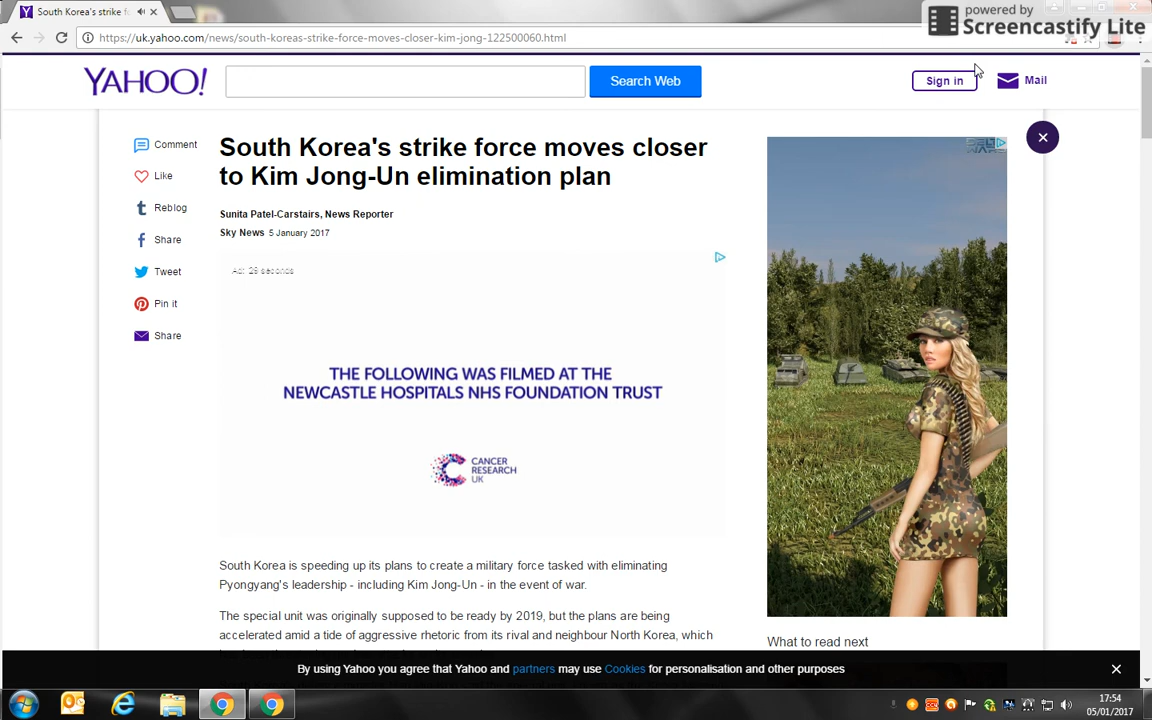 South Korea's strike f
powered by
Screencastify Lite
https://uk.yahoo.com/news/south-koreas-strike-force-moves-closer-kim-jong-122500060.html
YAHOO!
Search Web
Sign in
Mail
Comment
Like
Reblog
Share
Tweet
Pin it
Share
South Korea's strike force moves closer
to Kim Jong-Un elimination plan
Sunita Patel-Carstairs, News Reporter
Sky News 5 January 2017
Ad: 29 seconds
THE FOLLOWING WAS FILMED AT THE
NEWCASTLE HOSPITALS NHS FOUNDATION TRUST
CANCER
RESEARCH
UK
South Korea is speeding up its plans to create a military force tasked with eliminating
Pyongyang's leadership - including Kim Jong-Un - in the event of war.
The special unit was originally supposed to be ready by 2019, but the plans are being
accelerated amid a tide of aggressive rhetoric from its rival and neighbour North Korea, which
What to read next
By using Yahoo you agree that Yahoo and partners may use Cookies for personalisation and other purposes
17:54
05/01/2017